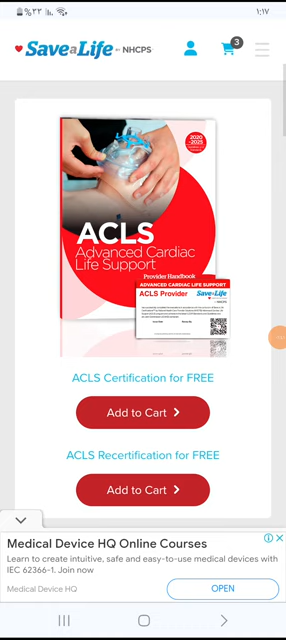 %٣٣
١:١٧
Save a Life BY NHCPS
3
2020
2025
ACLS
Advanced Cardiac
Life Support
Provider Handbook
ADVANCED CARDIAC LIFE SUPPORT
ACLS Provider
Save a Life
ACLS Certification for FREE
Add to Cart
ACLS Recertification for FREE
Add to Cart
Medical Device HQ Online Courses
Learn to create intuitive, safe and easy-to-use medical devices with
IEC 62366-1. Join now
Medical Device HQ
OPEN